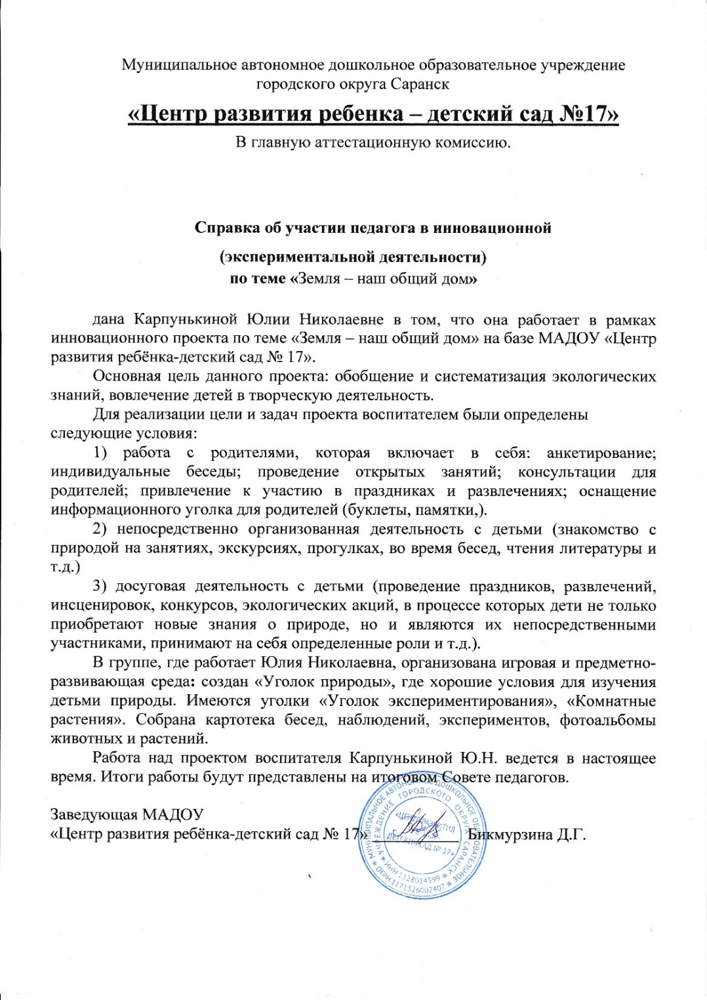 Муниципальное автономное дошкольное образовательное учреждение
городского округа Саранск
«Центр развития ребенка – детский сад №17»
В главную аттестационную комиссию.
Справка об участии педагога в инновационной
(экспериментальной деятельности)
по теме «Земля – наш общий дом»
дана Карпунькиной Юлии Николаевне в том, что она работает в рамках
инновационного проекта по теме «Земля – наш общий дом» на базе МАДОУ «Центр
развития ребёнка-детский сад № 17».
Основная цель данного проекта: обобщение и систематизация экологических
знаний, вовлечение детей в творческую деятельность.
Для реализации цели и задач проекта воспитателем были определены
следующие условия:
1) работа с родителями, которая включает в себя: анкетирование;
индивидуальные беседы; проведение открытых занятий; консультации для
родителей; привлечение к участию в праздниках и развлечениях; оснащение
информационного уголка для родителей (буклеты, памятки,).
2) непосредственно организованная деятельность с детьми (знакомство с
природой на занятиях, экскурсиях, прогулках, во время бесед, чтения литературы и
т.д.)
3) досуговая деятельность с детьми (проведение праздников, развлечений,
инсценировок, конкурсов, экологических акций, в процессе которых дети не только
приобретают новые знания о природе, но и являются их непосредственными
участниками, принимают на себя определенные роли и т.д.).
В группе, где работает Юлия Николаевна, организована игровая и предметно-
развивающая среда: создан «Уголок природы», где хорошие условия для изучения
детьми природы. Имеются уголки «Уголок экспериментирования», «Комнатные
растения». Собрана картотека бесед, наблюдений, экспериментов, фотоальбомы
животных и растений.
Работа над проектом воспитателя Карпунькиной Ю.Н. ведется в настоящее
время. Итоги работы будут представлены на итоговом Совете педагогов.
Заведующая МАДОУ
«Центр развития ребёнка-детский сад № 17» ___________ Бикмурзина Д.Г.
МУНИЦИПАЛЬНОЕ АВТОНОМНОЕ ДОШКОЛЬНОЕ ОБРАЗОВАТЕЛЬНОЕ
УЧРЕЖДЕНИЕ ГОРОДСКОГО ОКРУГА САРАНСК
«ЦЕНТР РАЗВИТИЯ
ДЕТСКИЙ САД № 17»
* ИНН 1328014599 *
* ОГРН 1171326002407 *